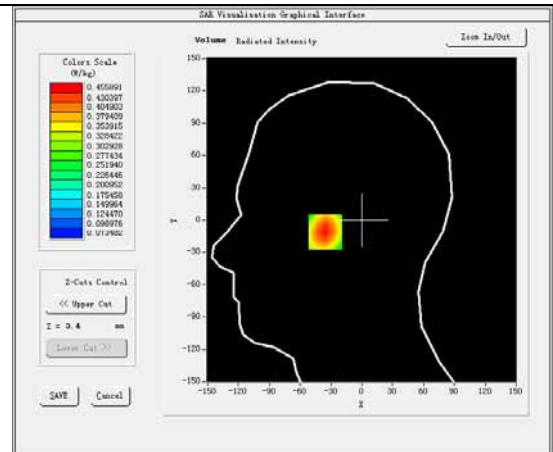 SAR Visualisation Graphical Interface
Volume Radiated Intensity
Zoom In/Out
Colors Scale
(W/kg)
0.455891
0.430397
0.404903
0.379409
0.353915
0.328422
0.302928
0.277434
0.251940
0.226446
0.200952
0.175458
0.149964
0.124470
0.098976
0.073482
Z-Cuts Control
<< Upper Cut
Z = 3.4 mm
Lower Cut >>
SAVE
Cancel
150
120
90
60
30
0
-30
-60
-90
-120
-150
Y
-150 -120 -90 -60 -30 0 30 60 90 120 150
X